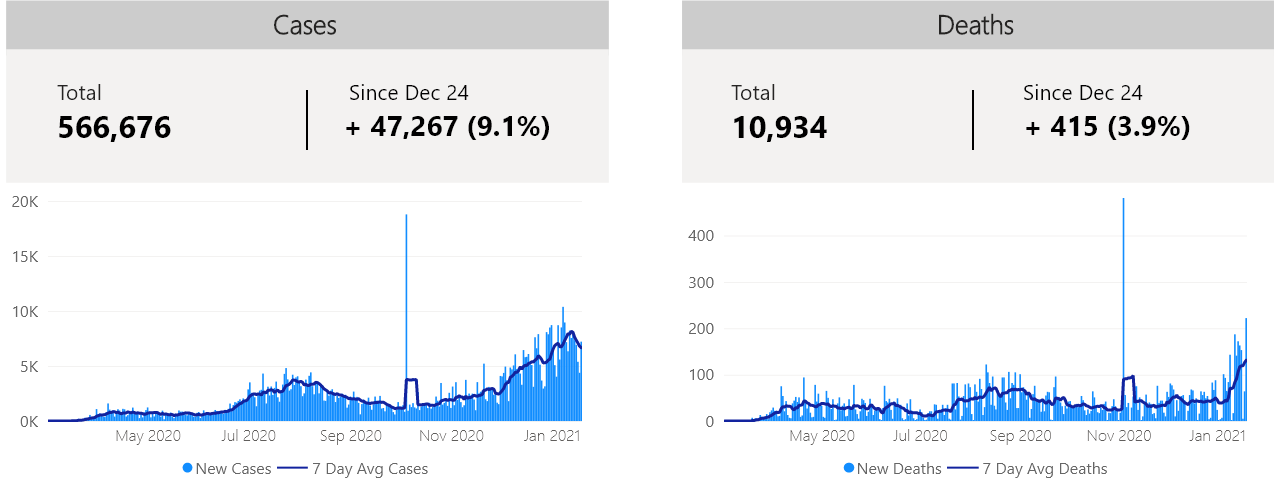 Cases
Total
566,676
Since Dec 24
+ 47,267 (9.1%)
20K
15K
10K
5K
0K
May 2020 Jul 2020 Sep 2020 Nov 2020 Jan 2021
New Cases 7 Day Avg Cases
Deaths
Total
10,934
Since Dec 24
+ 415 (3.9%)
400
300
200
100
0
May 2020 Jul 2020 Sep 2020 Nov 2020 Jan 2021
New Deaths 7 Day Avg Deaths